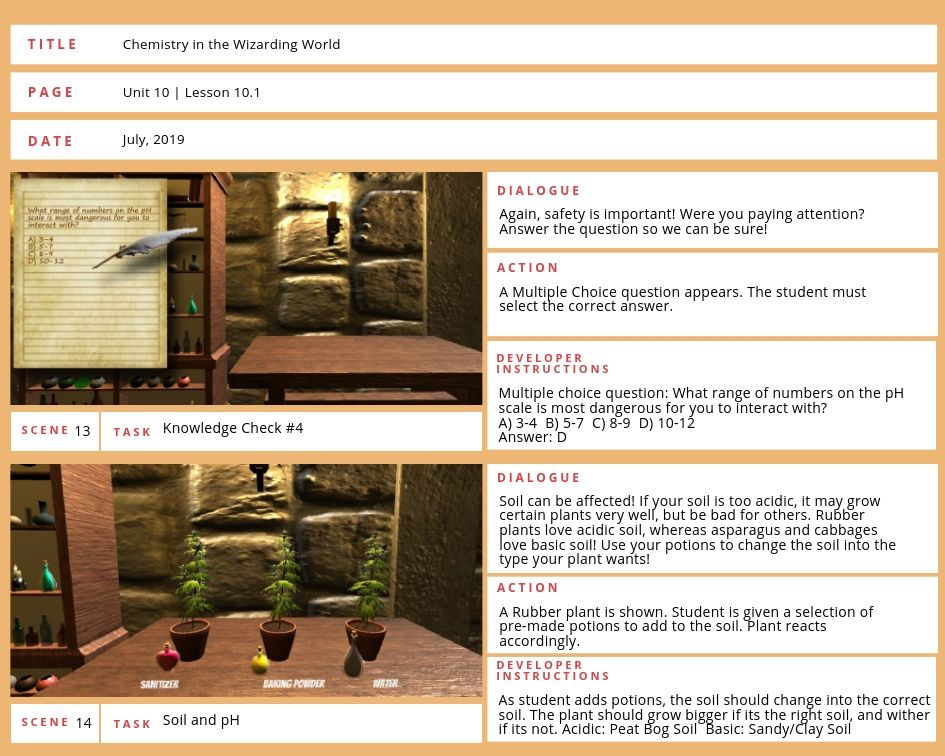 TITLE
Chemistry in the Wizarding World
PAGE
Unit 10 | Lesson 10.1
DATE
July, 2019
What range of numbers on the pH
scale is most dangerous for you to
interact with?
A) 3-4
B) 5-7
C) 8-9
D) 10-12
SCENE 13
TASK Knowledge Check #4
DIALOGUE
Again, safety is important! Were you paying attention?
Answer the question so we can be sure!
ACTION
A Multiple Choice question appears. The student must
select the correct answer.
DEVELOPER
INSTRUCTIONS
Multiple choice question: What range of numbers on the pH
scale is most dangerous for you to interact with?
A) 3-4 B) 5-7 C) 8-9 D) 10-12
Answer: D
SANITIZER
BAKING POWDER
WATER
SCENE 14
TASK Soil and pH
DIALOGUE
Soil can be affected! If your soil is too acidic, it may grow
certain plants very well, but be bad for others. Rubber
plants love acidic soil, whereas asparagus and cabbages
love basic soil! Use your potions to change the soil into the
type your plant wants!
ACTION
A Rubber plant is shown. Student is given a selection of
pre-made potions to add to the soil. Plant reacts
accordingly.
DEVELOPER
INSTRUCTIONS
As student adds potions, the soil should change into the correct
soil. The plant should grow bigger if its the right soil, and wither
if its not. Acidic: Peat Bog Soil Basic: Sandy/Clay Soil